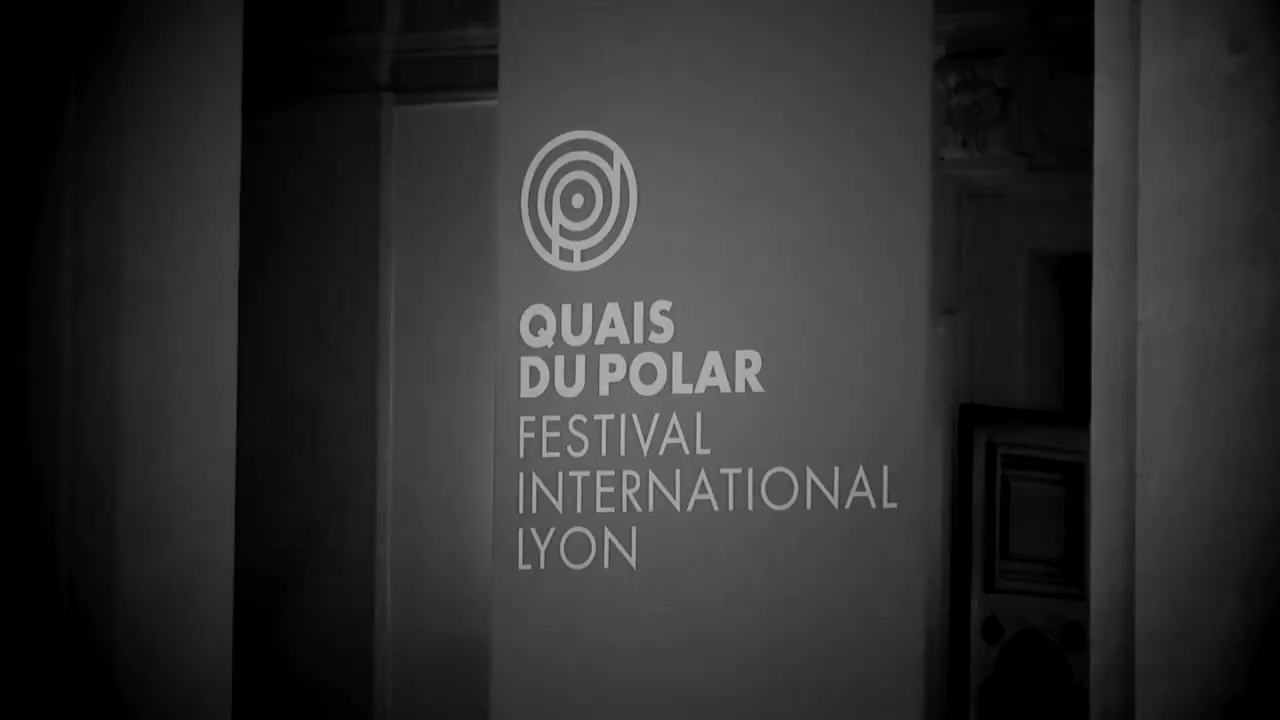 QUAIS
DU POLAR
FESTIVAL
INTERNATIONAL
LYON